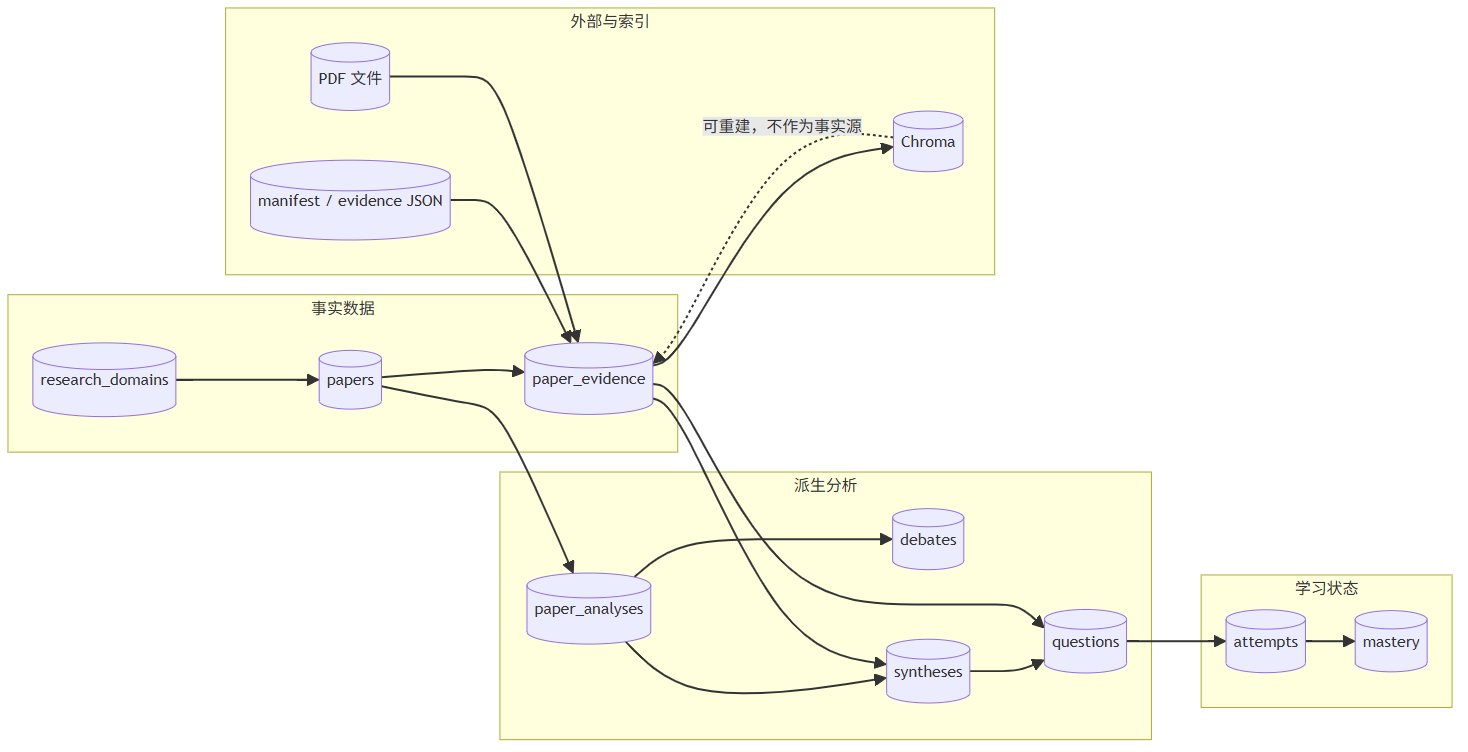 外部与索引
PDF 文件
可重建，不作为事实源
Chroma
manifest / evidence JSON
事实数据
research_domains
papers
paper_evidence
派生分析
debates
paper_analyses
syntheses
questions
学习状态
attempts
mastery